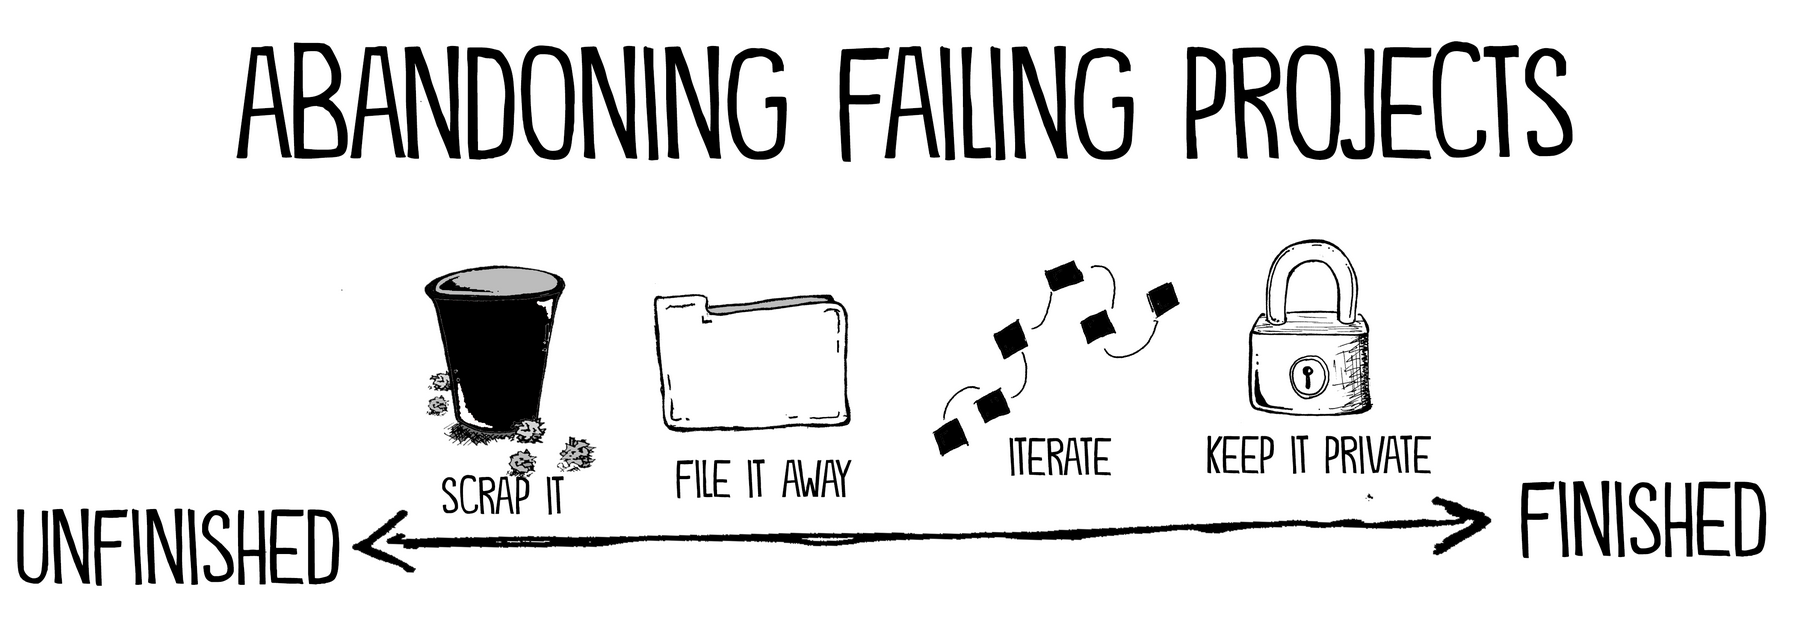 ABANDONING FAILING PROJECTS
SCRAP IT
FILE IT AWAY
ITERATE
KEEP IT PRIVATE
UNFINISHED
FINISHED